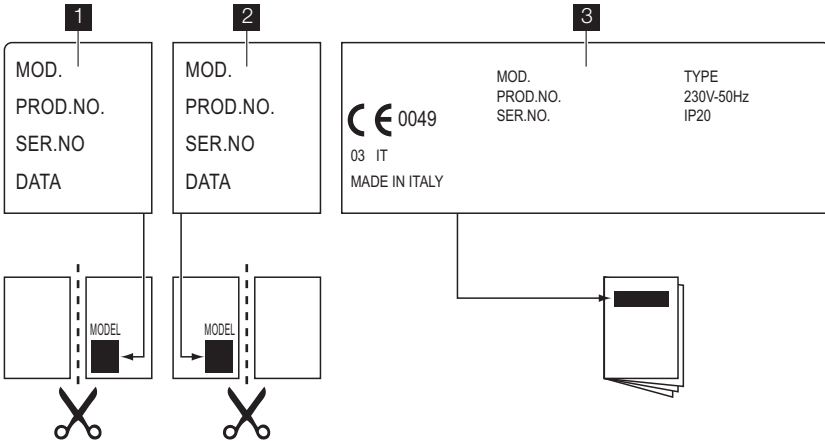 1
MOD.
PROD.NO.
SER.NO
DATA
MODEL
2
MOD.
PROD.NO.
SER.NO
DATA
MODEL
3
CE 0049
03 IT
MADE IN ITALY
MOD.
PROD.NO.
SER.NO.
TYPE
230V-50Hz
IP20